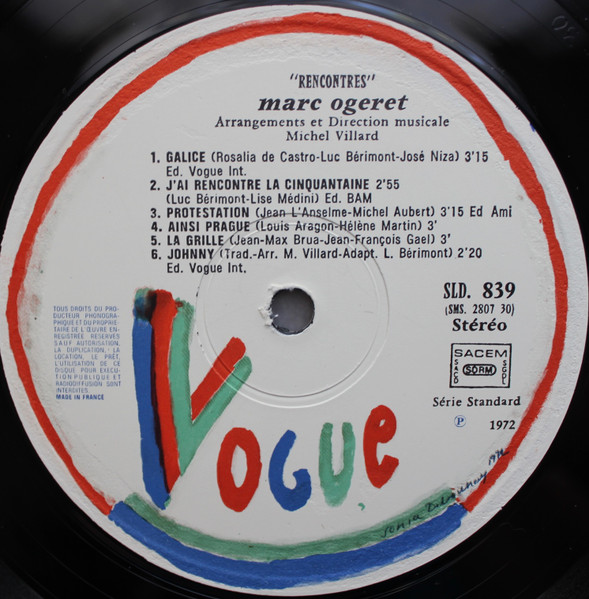 "RENCONTRES"
marc ogeret
Arrangements et Direction musicale
Michel Villard
1. GALICE (Rosalia de Castro-Luc Bérimont-José Niza) 3'15
Ed. Vogue Int.
2. J'AI RENCONTRE LA CINQUANTAINE 2'55
(Luc Bérimont-Lise Médini) Ed. BAM
3. PROTESTATION (Jean L'Anselme-Michel Aubert) 3'15 Ed Ami
4. AINSI PRAGUE (Louis Aragon-Hélène Martin) 3'
5. LA GRILLE (Jean-Max Brua-Jean-François Gael) 3'
6. JOHNNY (Trad.-Arr. M. Villard-Adapt. L. Bérimont) 2'20
Ed. Vogue Int.
SLD. 839
(SMS. 2807 30)
Stéréo
SACEM
SACD SDRM SGDL
Série Standard
℗ 1972
TOUS DROITS DU PRO-
DUCTEUR PHONOGRA-
PHIQUE ET DU PROPRIE-
TAIRE DE L'ŒUVRE EN-
REGISTREE RESERVES
SAUF AUTORISATION.
LA DUPLICATION, LA
LOCATION, LE PRÊT,
L'UTILISATION DE CE
DISQUE POUR EXECU-
TION PUBLIQUE ET
RADIODIFFUSION SONT
INTERDITES.
MADE IN FRANCE
VOGUE
Sonia Delaunay